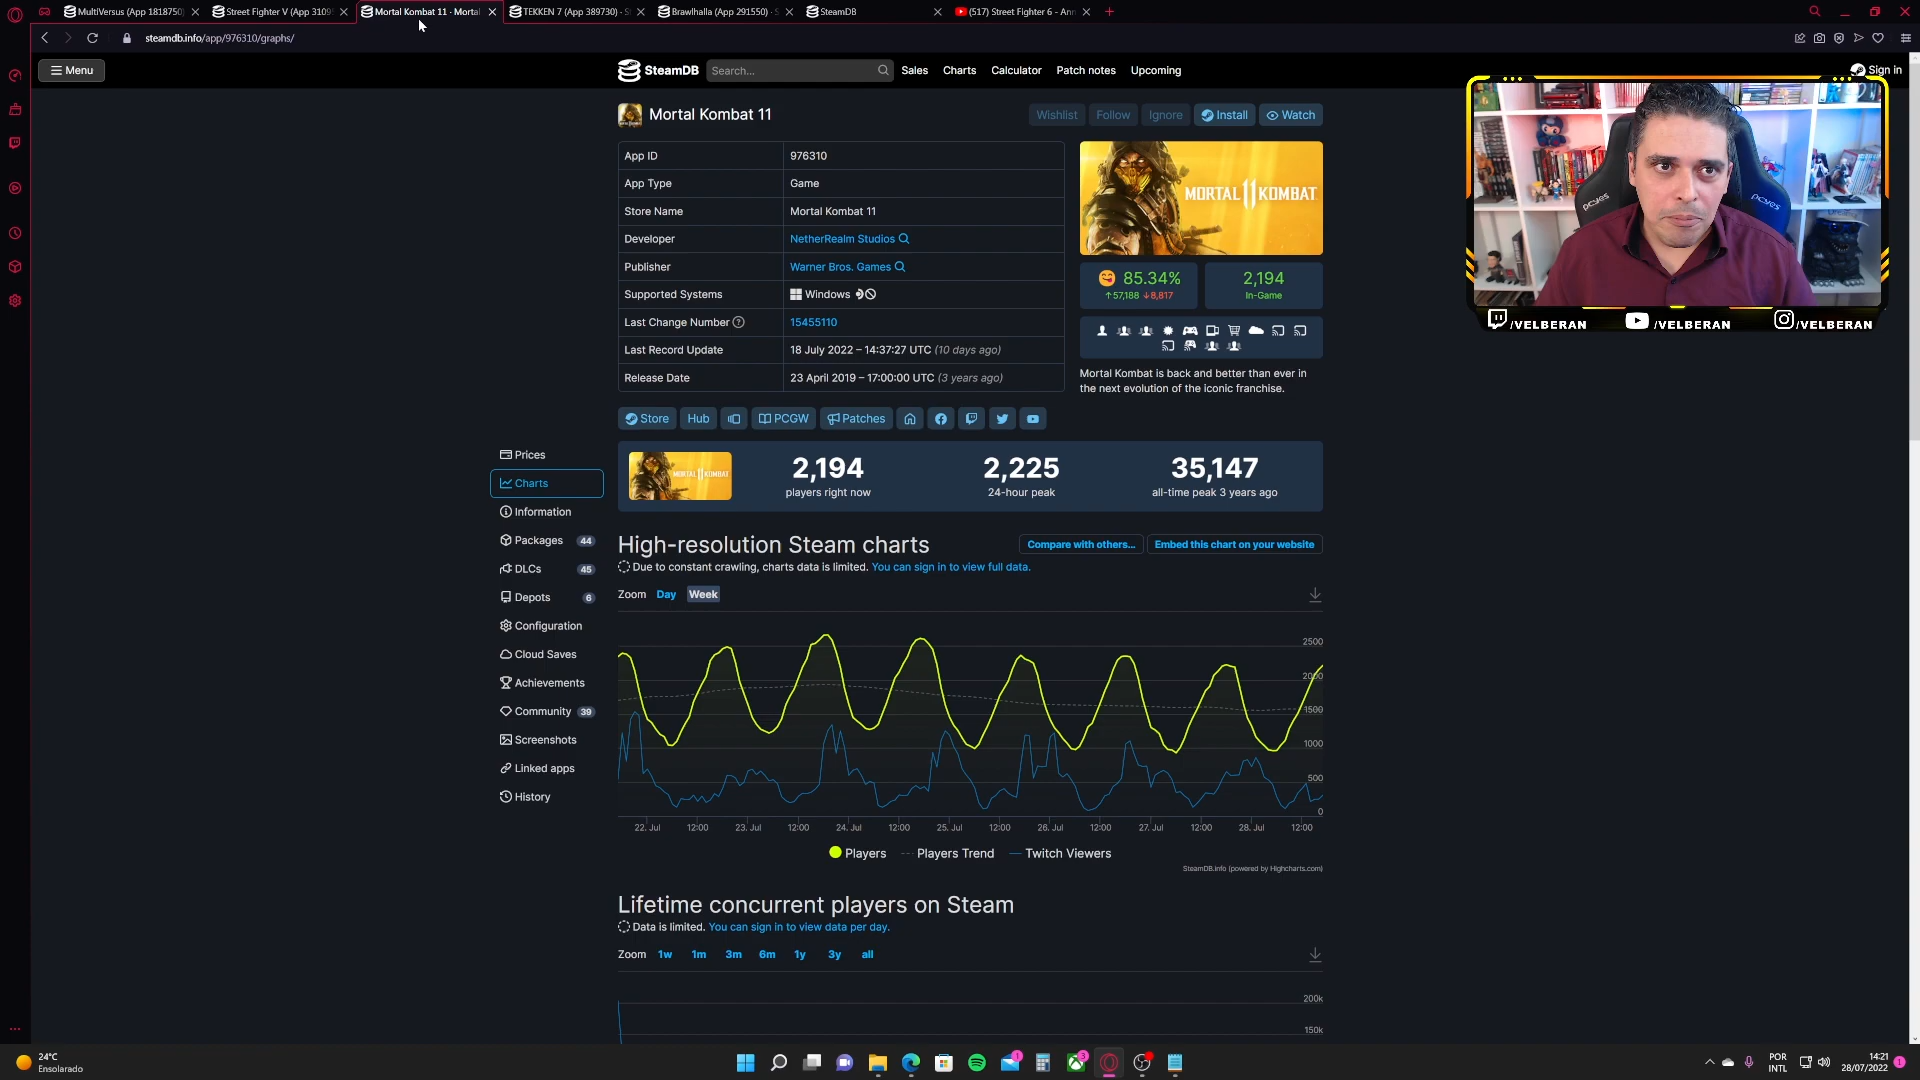 MultiVersus (App 1818750)
Street Fighter V (App 3109
Mortal Kombat 11 · Mortal
TEKKEN 7 (App 389730) · S
Brawlhalla (App 291550) · S
SteamDB
(517) Street Fighter 6 - Ann
steamdb.info/app/976310/graphs/
Menu
SteamDB
Search...
Sales
Charts
Calculator
Patch notes
Upcoming
Sign in
Mortal Kombat 11
Wishlist
Follow
Ignore
Install
Watch
App ID 976310
App Type Game
Store Name Mortal Kombat 11
Developer NetherRealm Studios
Publisher Warner Bros. Games
Supported Systems Windows
Last Change Number 15455110
Last Record Update 18 July 2022 – 14:37:27 UTC (10 days ago)
Release Date 23 April 2019 – 17:00:00 UTC (3 years ago)
MORTAL 11 KOMBAT
85.34%
↑57,188 ↓8,817
2,194
In-Game
Mortal Kombat is back and better than ever in
the next evolution of the iconic franchise.
pcyes pcyes
/VELBERAN /VELBERAN /VELBERAN
Store
Hub
PCGW
Patches
Prices
Charts
Information
Packages 44
DLCs 45
Depots 6
Configuration
Cloud Saves
Achievements
Community 39
Screenshots
Linked apps
History
MORTAL 11 KOMBAT
2,194
players right now
2,225
24-hour peak
35,147
all-time peak 3 years ago
High-resolution Steam charts
Compare with others...
Embed this chart on your website
Due to constant crawling, charts data is limited. You can sign in to view full data.
Zoom Day Week
2500
2000
1500
1000
500
0
22. Jul 12:00 23. Jul 12:00 24. Jul 12:00 25. Jul 12:00 26. Jul 12:00 27. Jul 12:00 28. Jul 12:00
Players Players Trend Twitch Viewers
SteamDB.info (powered by Highcharts.com)
Lifetime concurrent players on Steam
Data is limited. You can sign in to view data per day.
Zoom 1w 1m 3m 6m 1y 3y all
200k
150k
24°C
Ensolarado
1
3
POR
INTL
14:21
28/07/2022
1